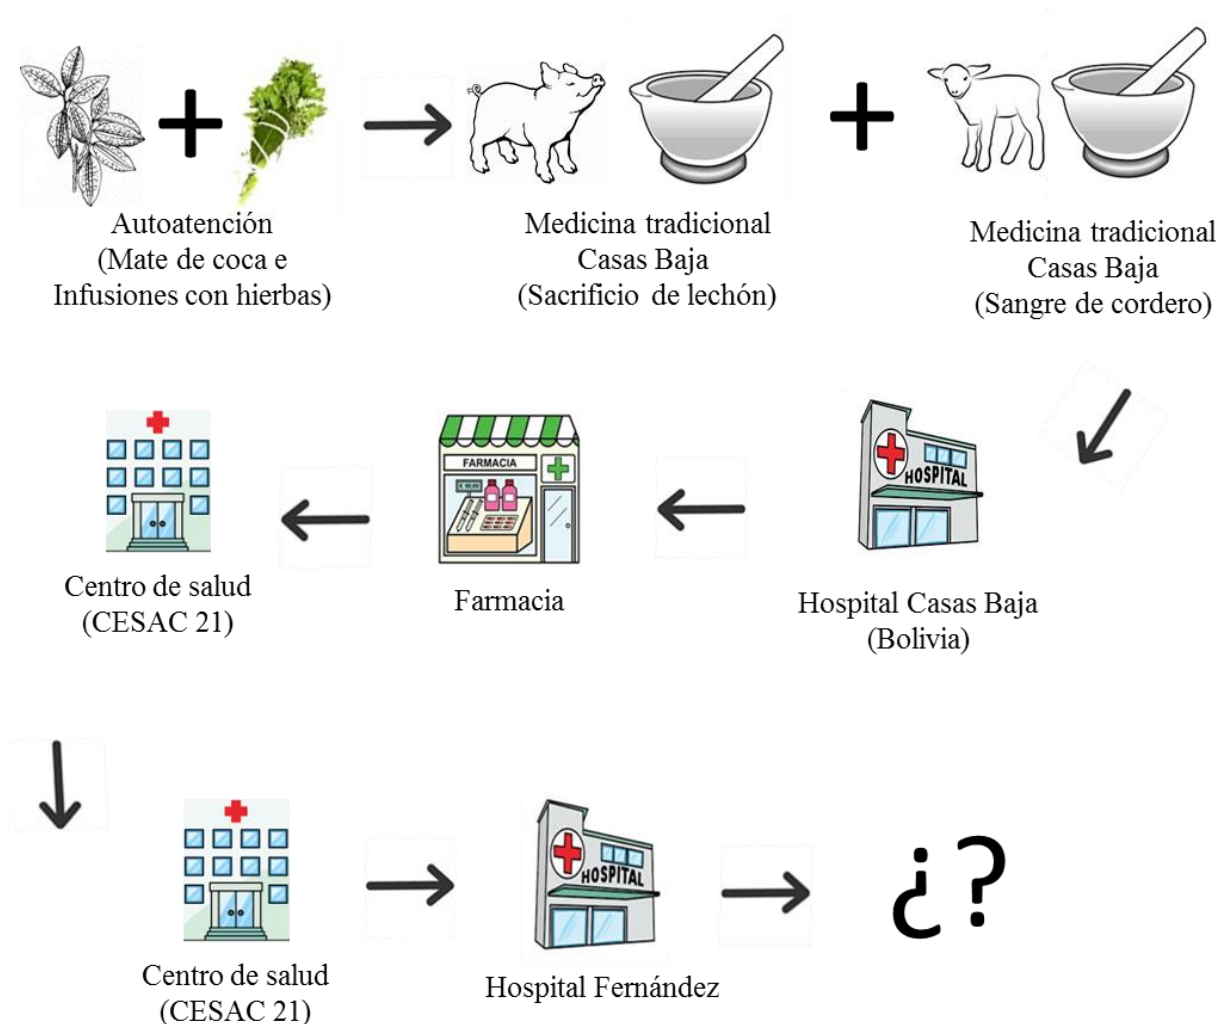 Autoatención
(Mate de coca e
Infusiones con hierbas)
Medicina tradicional
Casas Baja
(Sacrificio de lechón)
Medicina tradicional
Casas Baja
(Sangre de cordero)
Centro de salud
(CESAC 21)
FARMACIA
Farmacia
HOSPITAL
Hospital Casas Baja
(Bolivia)
Centro de salud
(CESAC 21)
HOSPITAL
Hospital Fernández
¿?